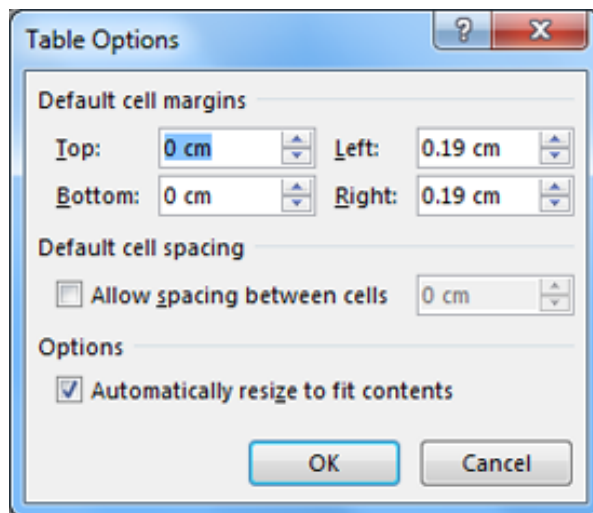 Table Options
Default cell margins
Top: 0 cm Left: 0.19 cm
Bottom: 0 cm Right: 0.19 cm
Default cell spacing
Allow spacing between cells 0 cm
Options
Automatically resize to fit contents
OK Cancel